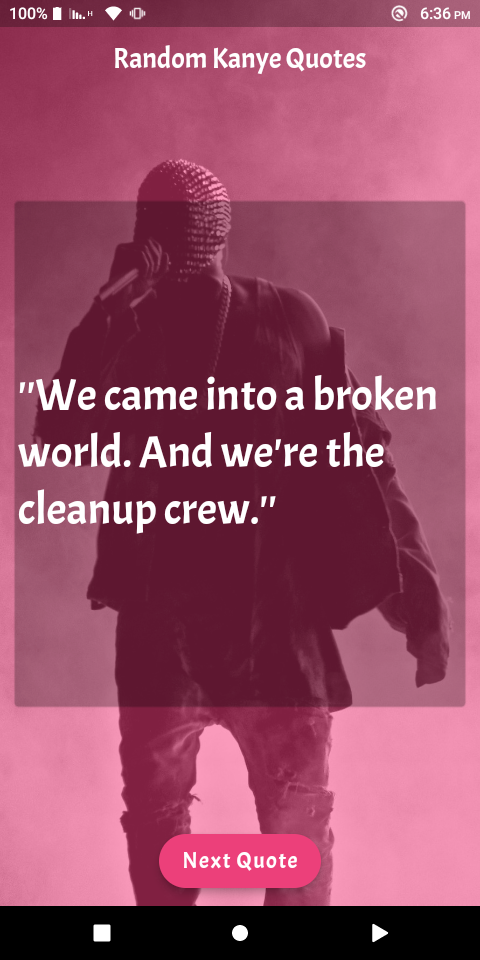 100% H 6:36 PM
Random Kanye Quotes
"We came into a broken
world. And we're the
cleanup crew."
Next Quote